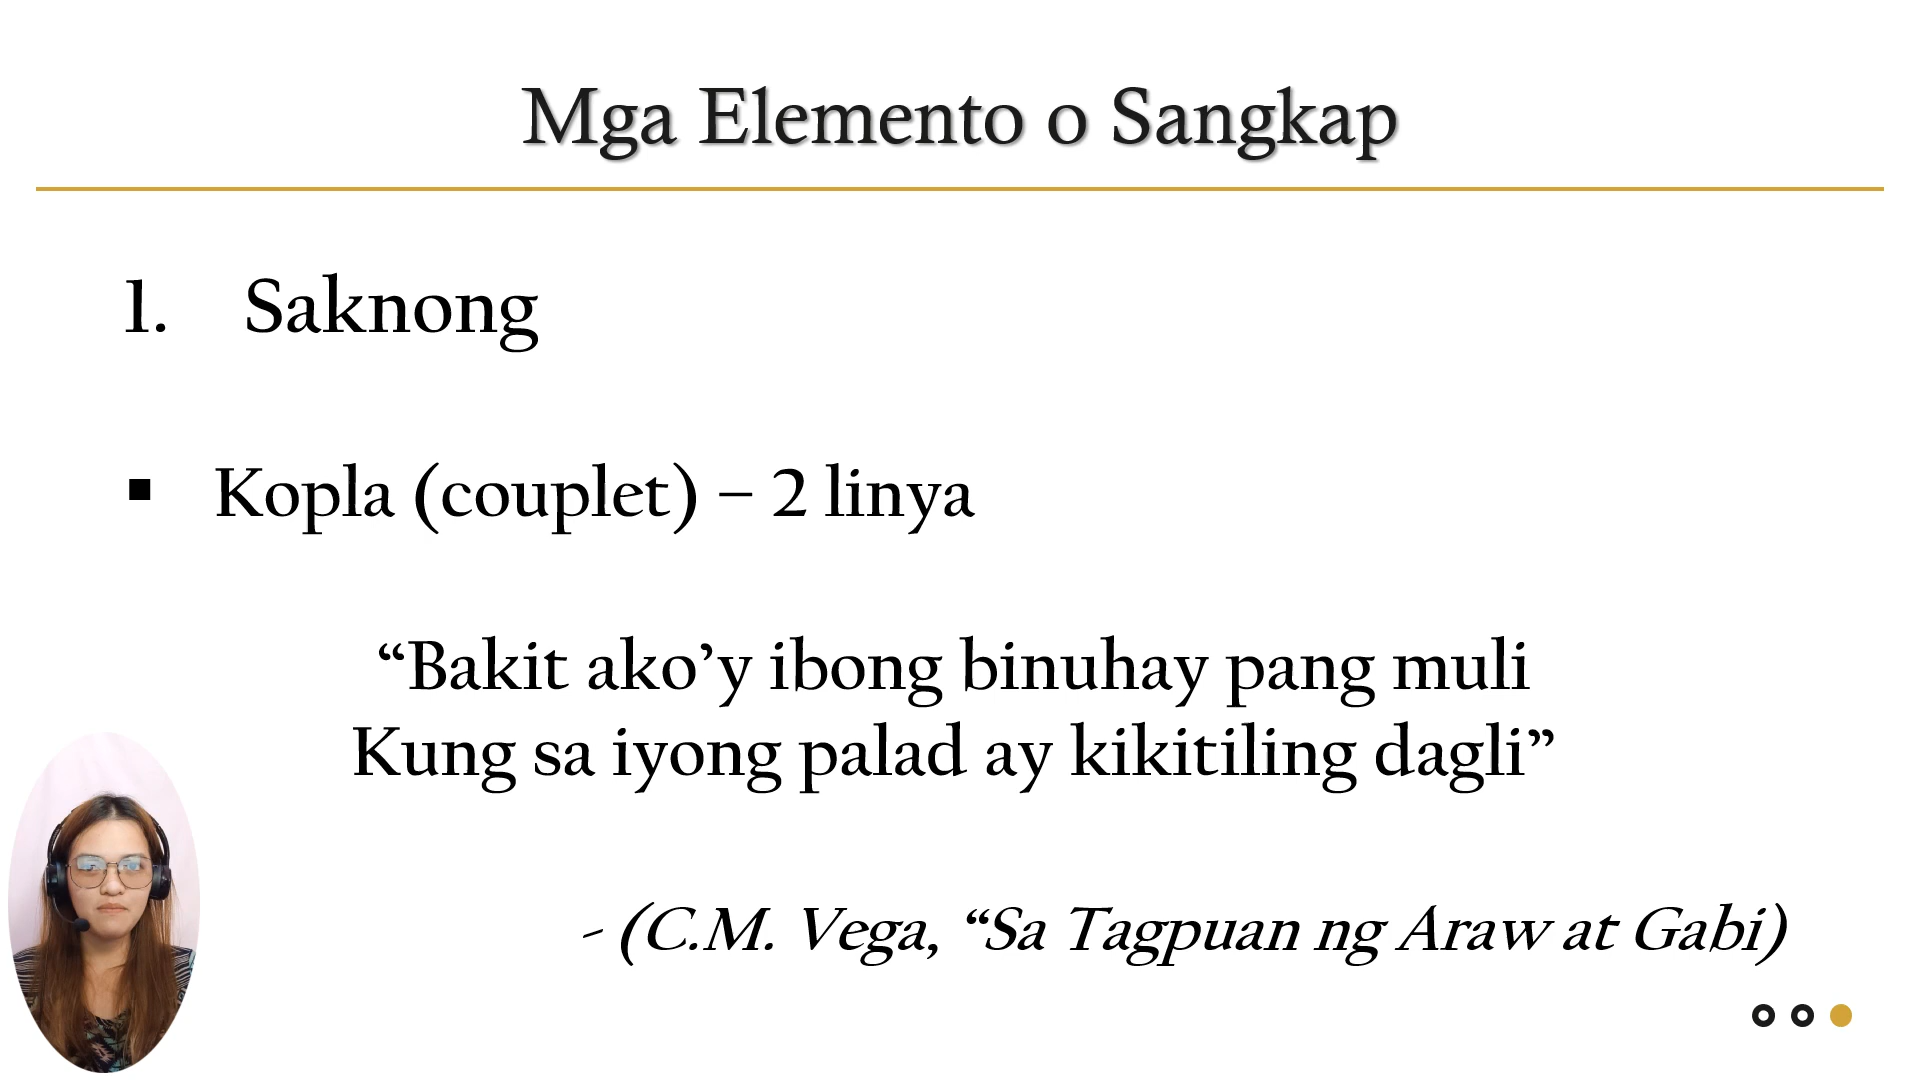 Mga Elemento o Sangkap
1. Saknong
▪ Kopla (couplet) – 2 linya
“Bakit ako’y ibong binuhay pang muli
Kung sa iyong palad ay kikitiling dagli”
- (C.M. Vega, “Sa Tagpuan ng Araw at Gabi)